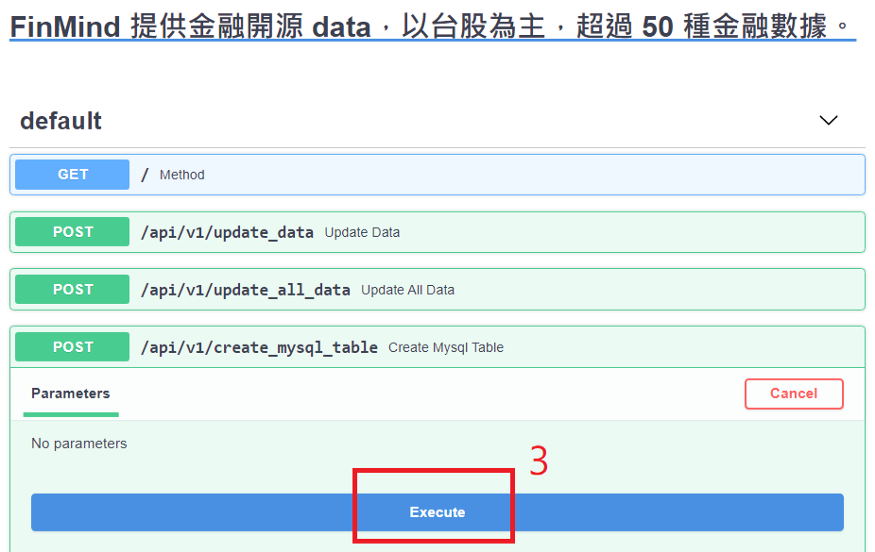 FinMind 提供金融開源 data，以台股為主，超過 50 種金融數據。
default
GET / Method
POST /api/v1/update_data Update Data
POST /api/v1/update_all_data Update All Data
POST /api/v1/create_mysql_table Create Mysql Table
Parameters Cancel
No parameters
3
Execute